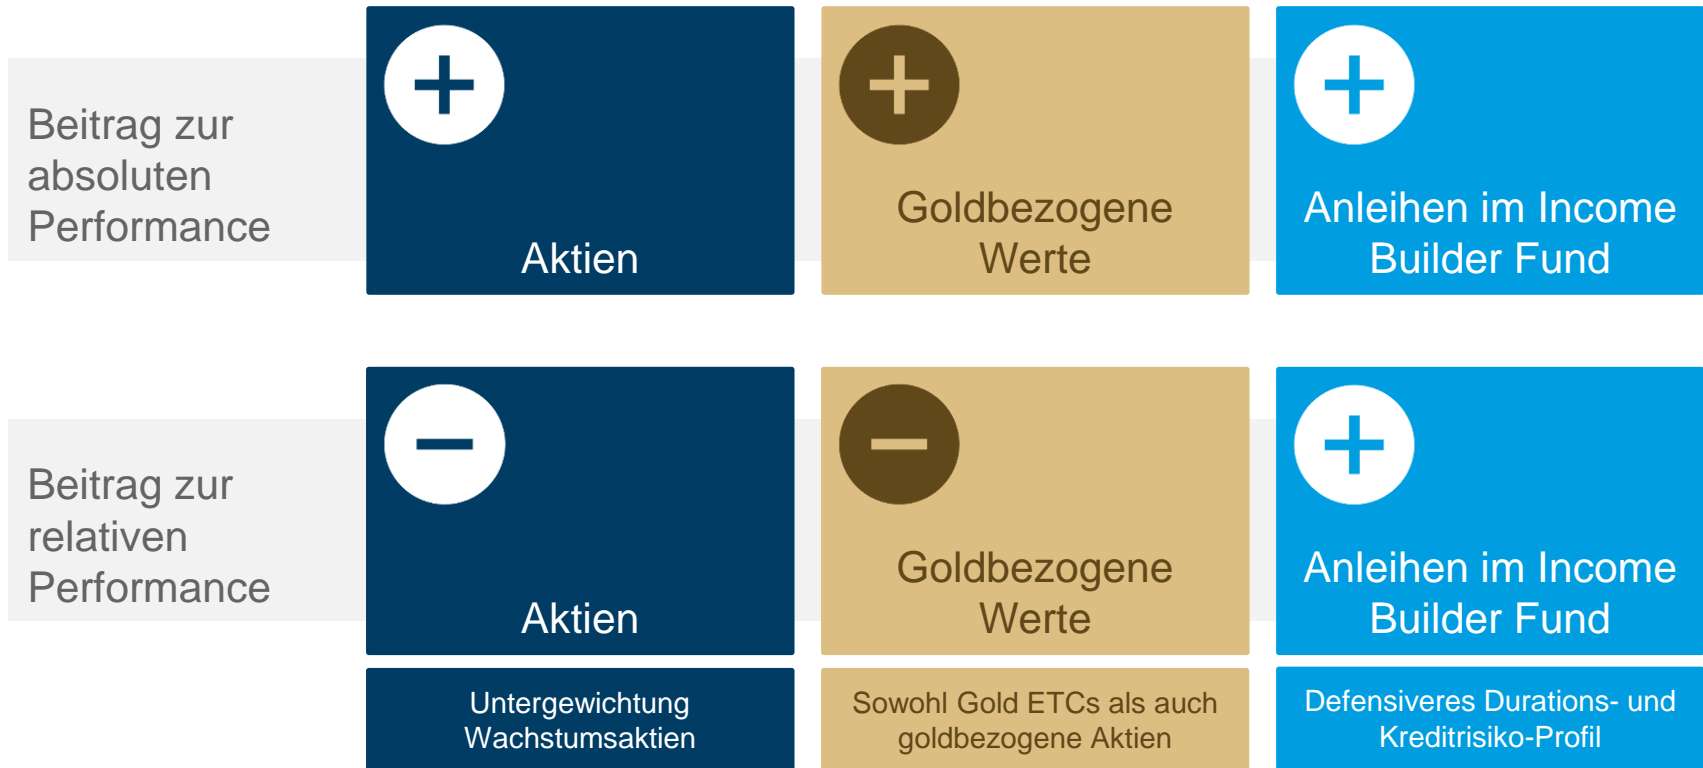 Beitrag zur
absoluten
Performance
Aktien
Goldbezogene
Werte
Anleihen im Income
Builder Fund
Beitrag zur
relativen
Performance
Aktien
Goldbezogene
Werte
Anleihen im Income
Builder Fund
Untergewichtung
Wachstumsaktien
Sowohl Gold ETCs als auch
goldbezogene Aktien
Defensiveres Durations- und
Kreditrisiko-Profil